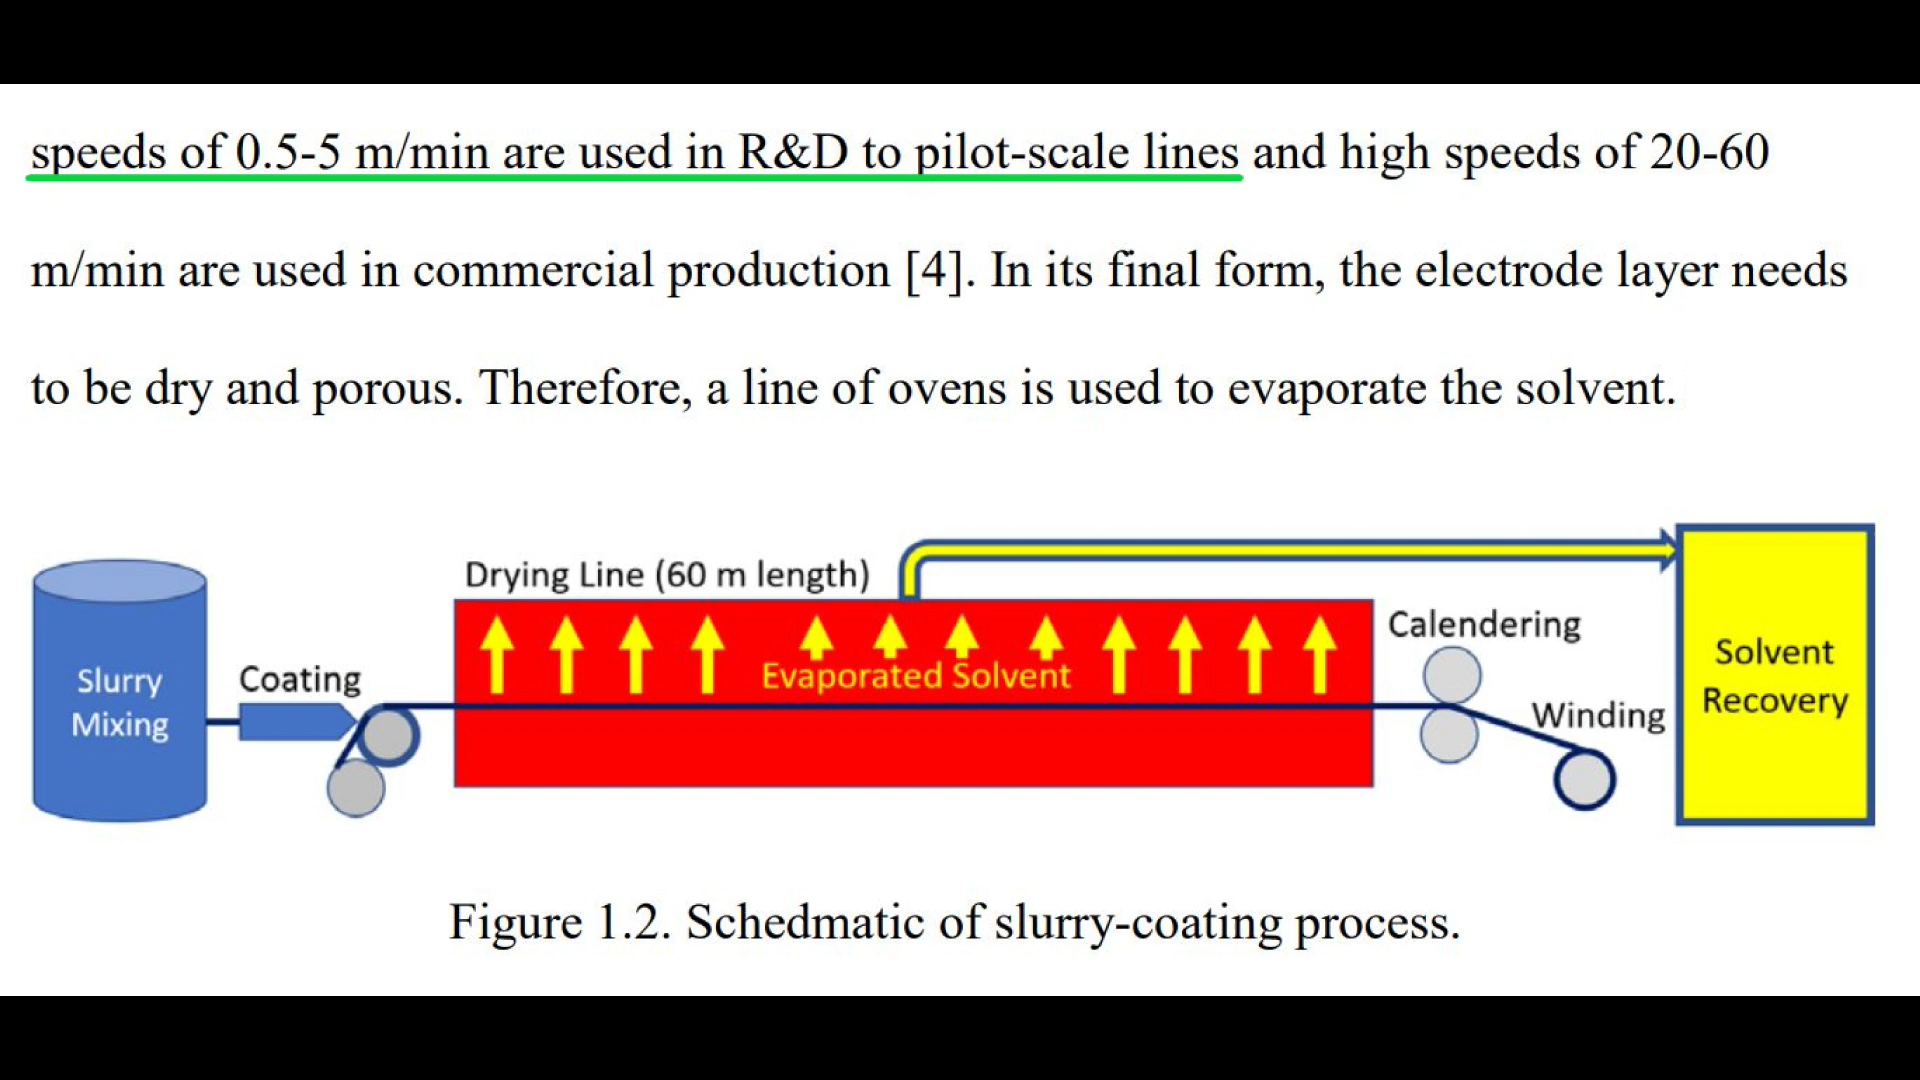 speeds of 0.5-5 m/min are used in R&D to pilot-scale lines and high speeds of 20-60
m/min are used in commercial production [4]. In its final form, the electrode layer needs
to be dry and porous. Therefore, a line of ovens is used to evaporate the solvent.
Drying Line (60 m length)
Slurry
Mixing
Coating
Evaporated Solvent
Calendering
Winding
Solvent
Recovery
Figure 1.2. Schedmatic of slurry-coating process.